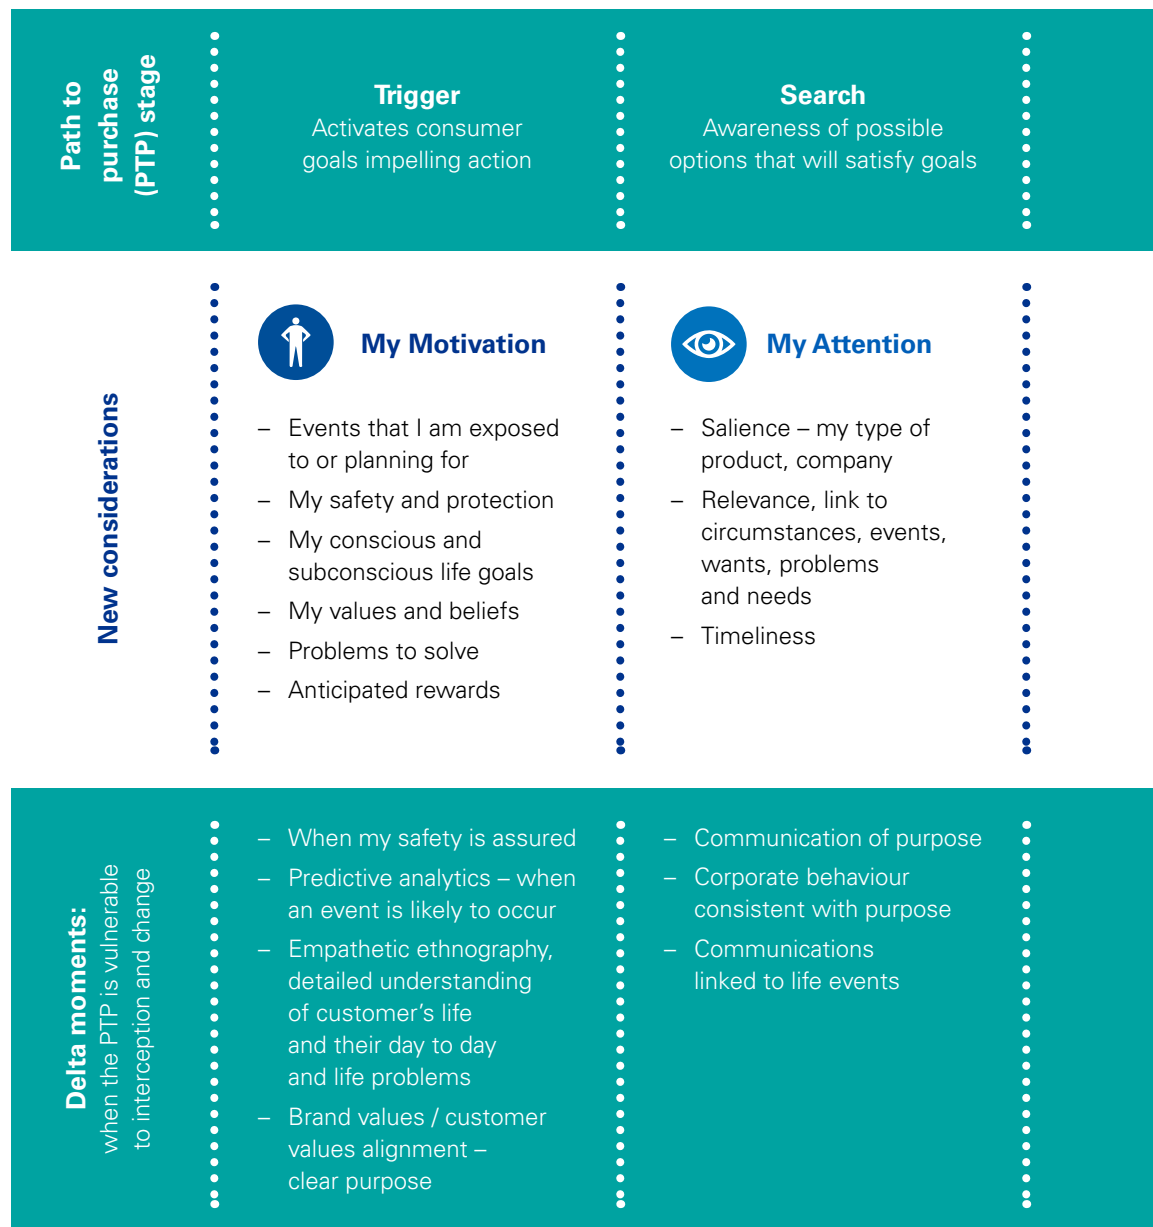 Path to
purchase
(PTP) stage
Trigger
Activates consumer
goals impelling action
Search
Awareness of possible
options that will satisfy goals
New considerations
My Motivation
– Events that I am exposed
to or planning for
– My safety and protection
– My conscious and
subconscious life goals
– My values and beliefs
– Problems to solve
– Anticipated rewards
My Attention
– Salience – my type of
product, company
– Relevance, link to
circumstances, events,
wants, problems
and needs
– Timeliness
Delta moments:
when the PTP is vulnerable
to interception and change
– When my safety is assured
– Predictive analytics – when
an event is likely to occur
– Empathetic ethnography,
detailed understanding
of customer’s life
and their day to day
and life problems
– Brand values / customer
values alignment –
clear purpose
– Communication of purpose
– Corporate behaviour
consistent with purpose
– Communications
linked to life events